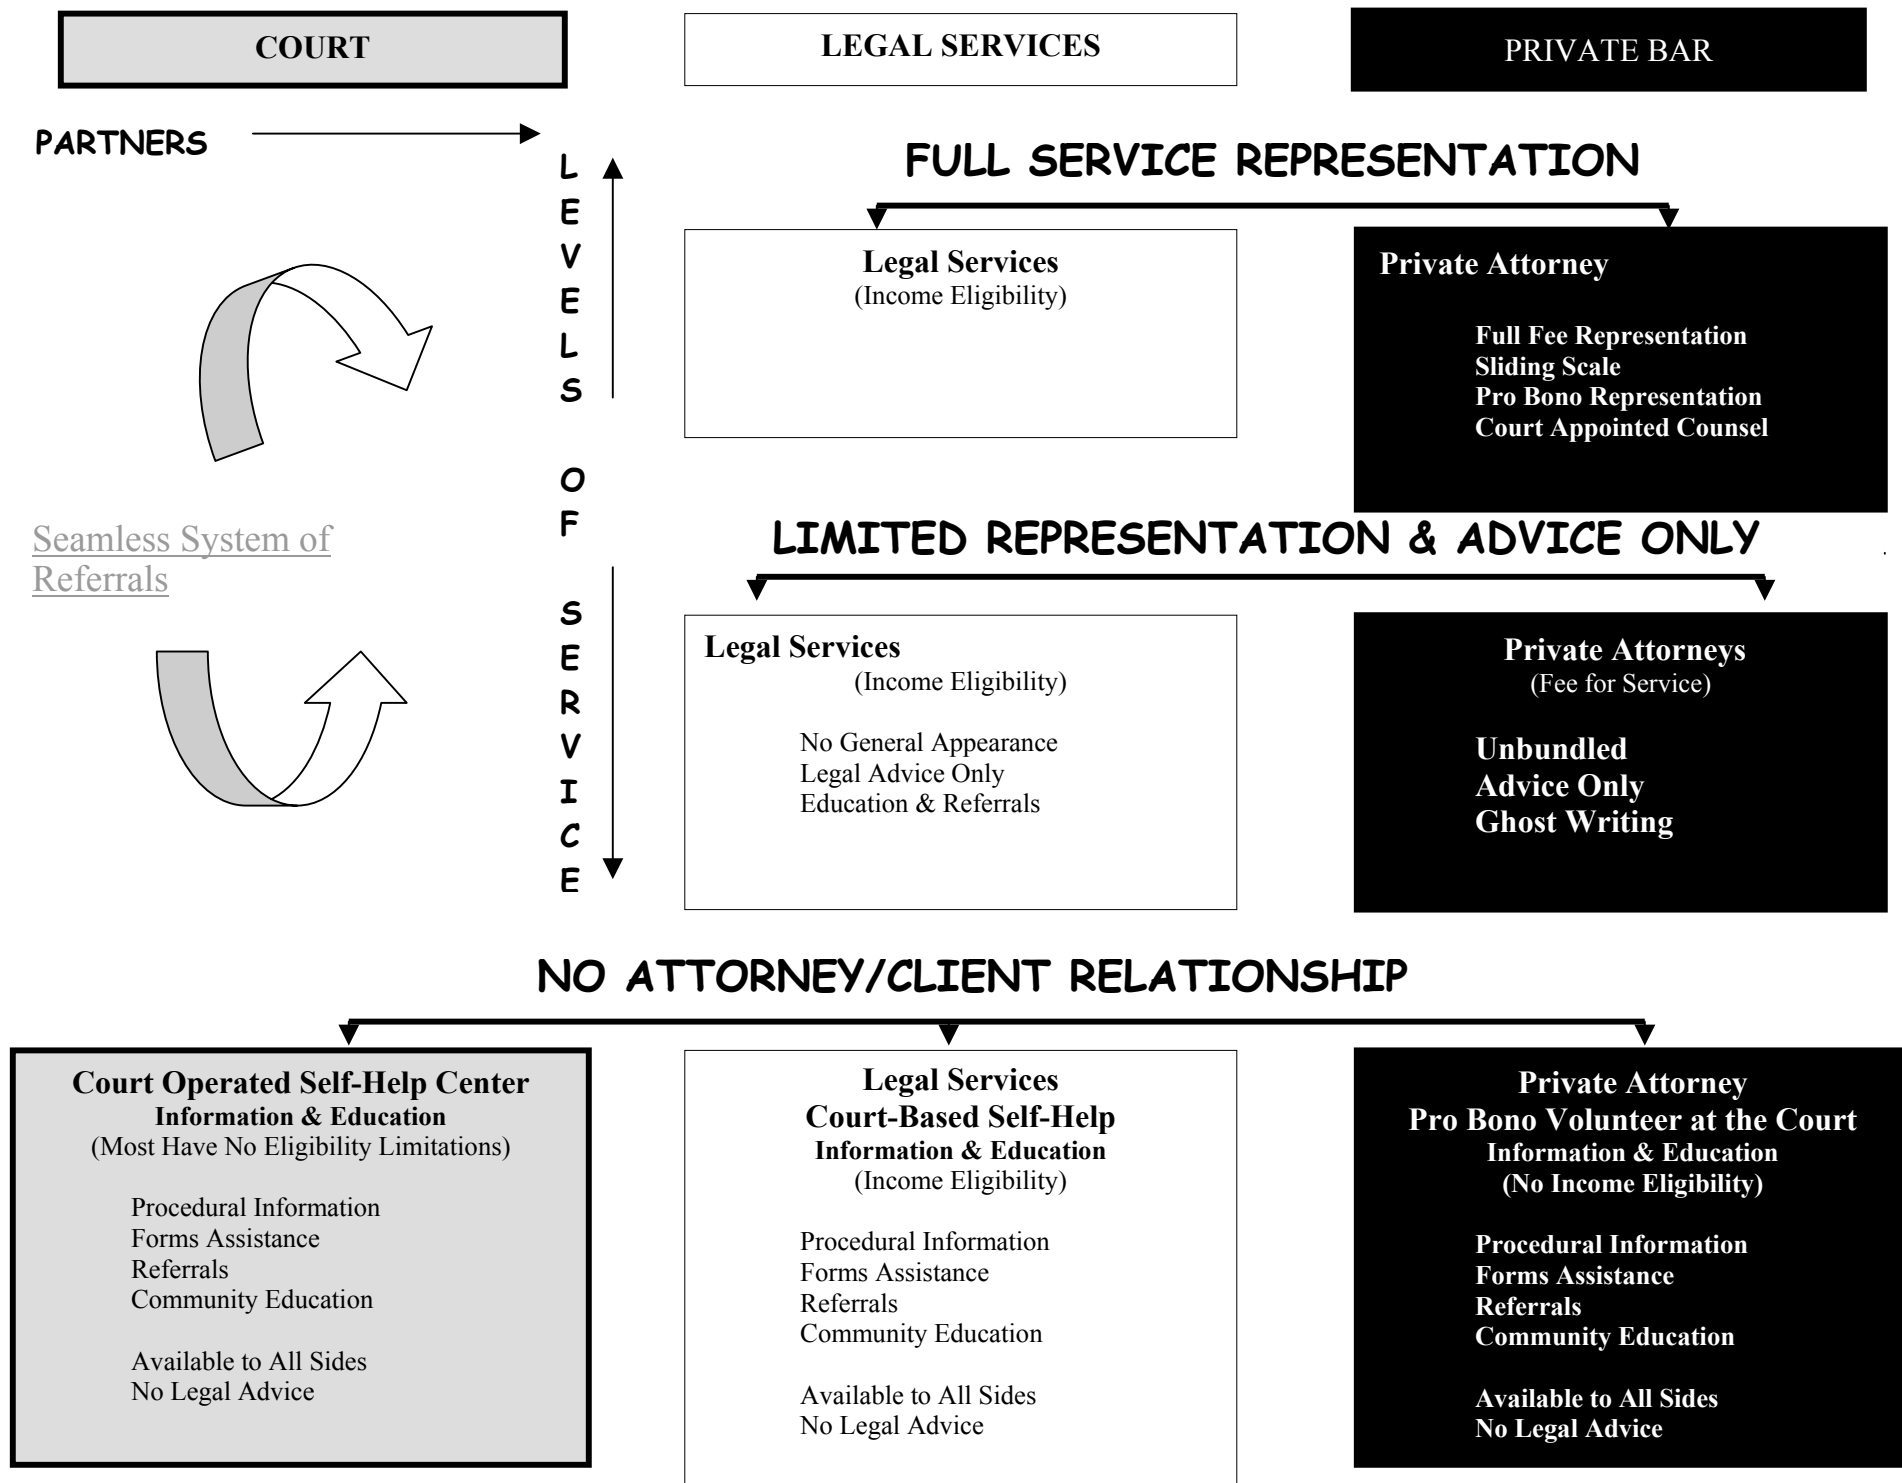 COURT
LEGAL SERVICES
PRIVATE BAR
PARTNERS
LEVELS OF SERVICE
FULL SERVICE REPRESENTATION
Legal Services
(Income Eligibility)
Private Attorney
Full Fee Representation
Sliding Scale
Pro Bono Representation
Court Appointed Counsel
Seamless System of
Referrals
LIMITED REPRESENTATION & ADVICE ONLY
Legal Services
(Income Eligibility)
No General Appearance
Legal Advice Only
Education & Referrals
Private Attorneys
(Fee for Service)
Unbundled
Advice Only
Ghost Writing
NO ATTORNEY/CLIENT RELATIONSHIP
Court Operated Self-Help Center
Information & Education
(Most Have No Eligibility Limitations)
Procedural Information
Forms Assistance
Referrals
Community Education
Available to All Sides
No Legal Advice
Legal Services
Court-Based Self-Help
Information & Education
(Income Eligibility)
Procedural Information
Forms Assistance
Referrals
Community Education
Available to All Sides
No Legal Advice
Private Attorney
Pro Bono Volunteer at the Court
Information & Education
(No Income Eligibility)
Procedural Information
Forms Assistance
Referrals
Community Education
Available to All Sides
No Legal Advice